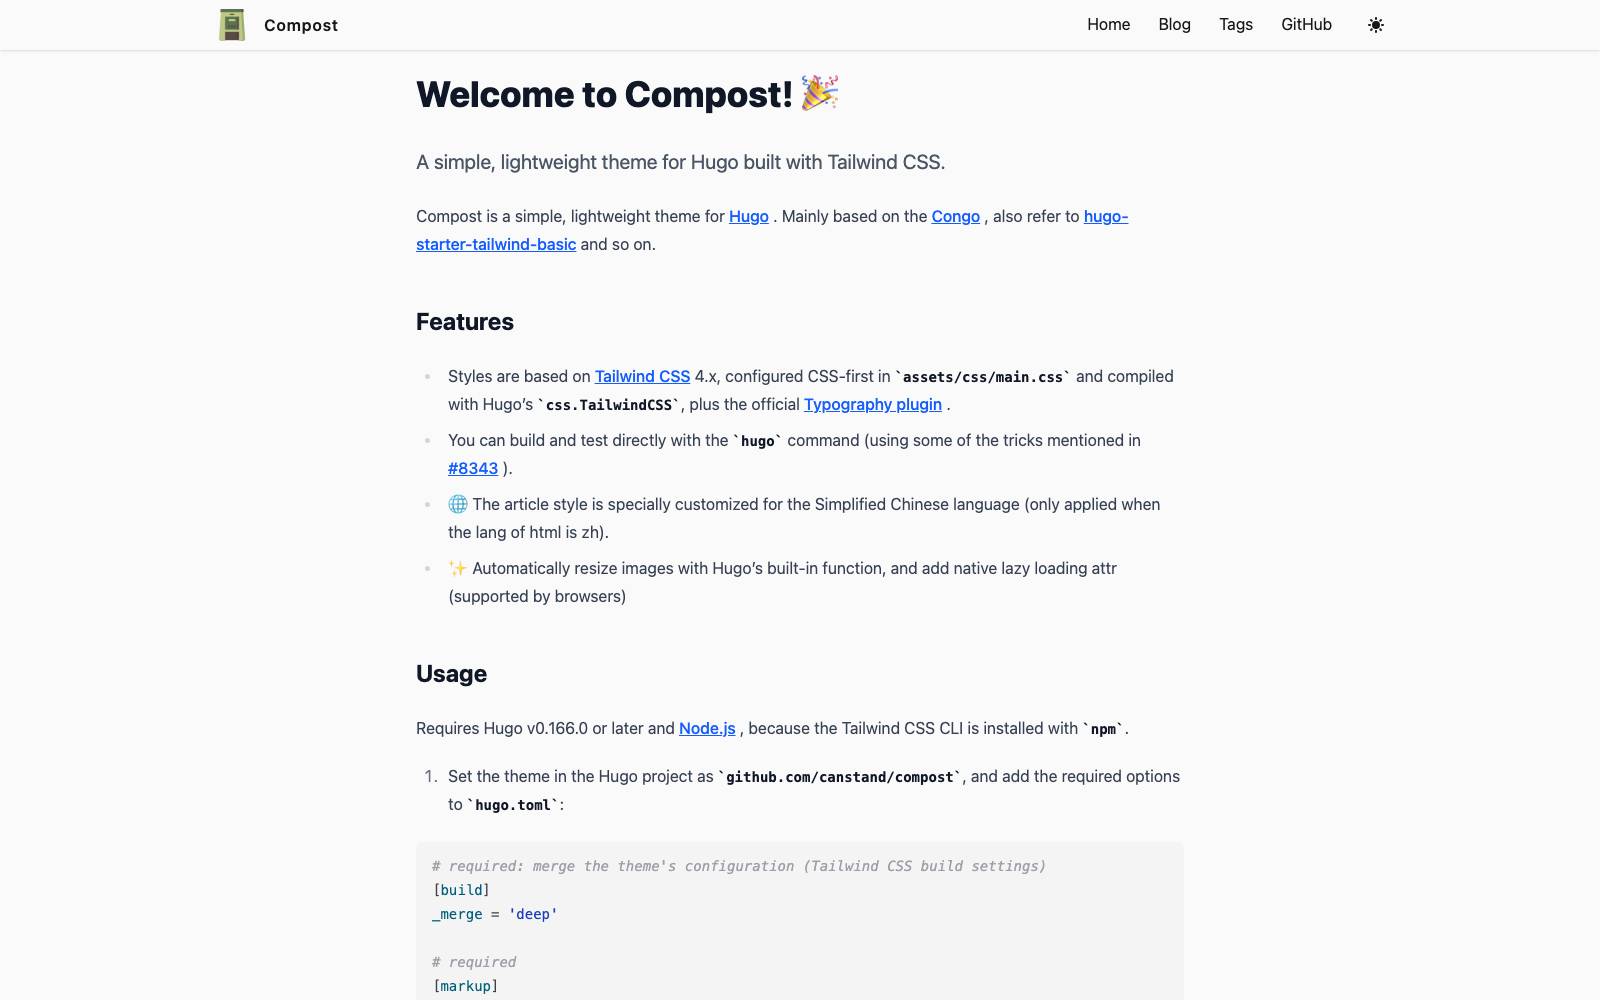 Compost
Home Blog Tags GitHub
Welcome to Compost! 🎉
A simple, lightweight theme for Hugo built with Tailwind CSS.
Compost is a simple, lightweight theme for Hugo . Mainly based on the Congo , also refer to hugo-
starter-tailwind-basic and so on.
Features
• Styles are based on Tailwind CSS 4.x, configured CSS-first in `assets/css/main.css` and compiled
with Hugo’s `css.TailwindCSS`, plus the official Typography plugin .
• You can build and test directly with the `hugo` command (using some of the tricks mentioned in
#8343 ).
• 🌐 The article style is specially customized for the Simplified Chinese language (only applied when
the lang of html is zh).
• ✨ Automatically resize images with Hugo’s built-in function, and add native lazy loading attr
(supported by browsers)
Usage
Requires Hugo v0.166.0 or later and Node.js , because the Tailwind CSS CLI is installed with `npm`.
1. Set the theme in the Hugo project as `github.com/canstand/compost`, and add the required options
to `hugo.toml`:
# required: merge the theme's configuration (Tailwind CSS build settings)
[build]
_merge = 'deep'
# required
[markup]